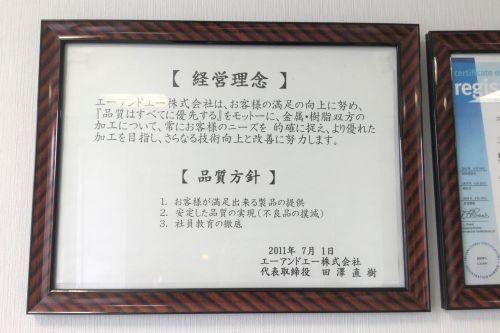 【 経営理念 】
エーアンドエー株式会社は、お客様の満足の向上に努め、
『品質はすべてに優先する』をモットーに、金属・樹脂双方の
加工について、常にお客様のニーズを 的確に捉え、より優れた
加工を目指し、さらなる技術向上と改善に努力します。
【 品質方針 】
1. お客様が満足出来る製品の提供
2. 安定した品質の実現(不良品の撲滅)
3. 社員教育の徹底
2011年 7月 1日
エーアンドエー株式会社
代表取締役 田 澤 直 樹
certificate
regis